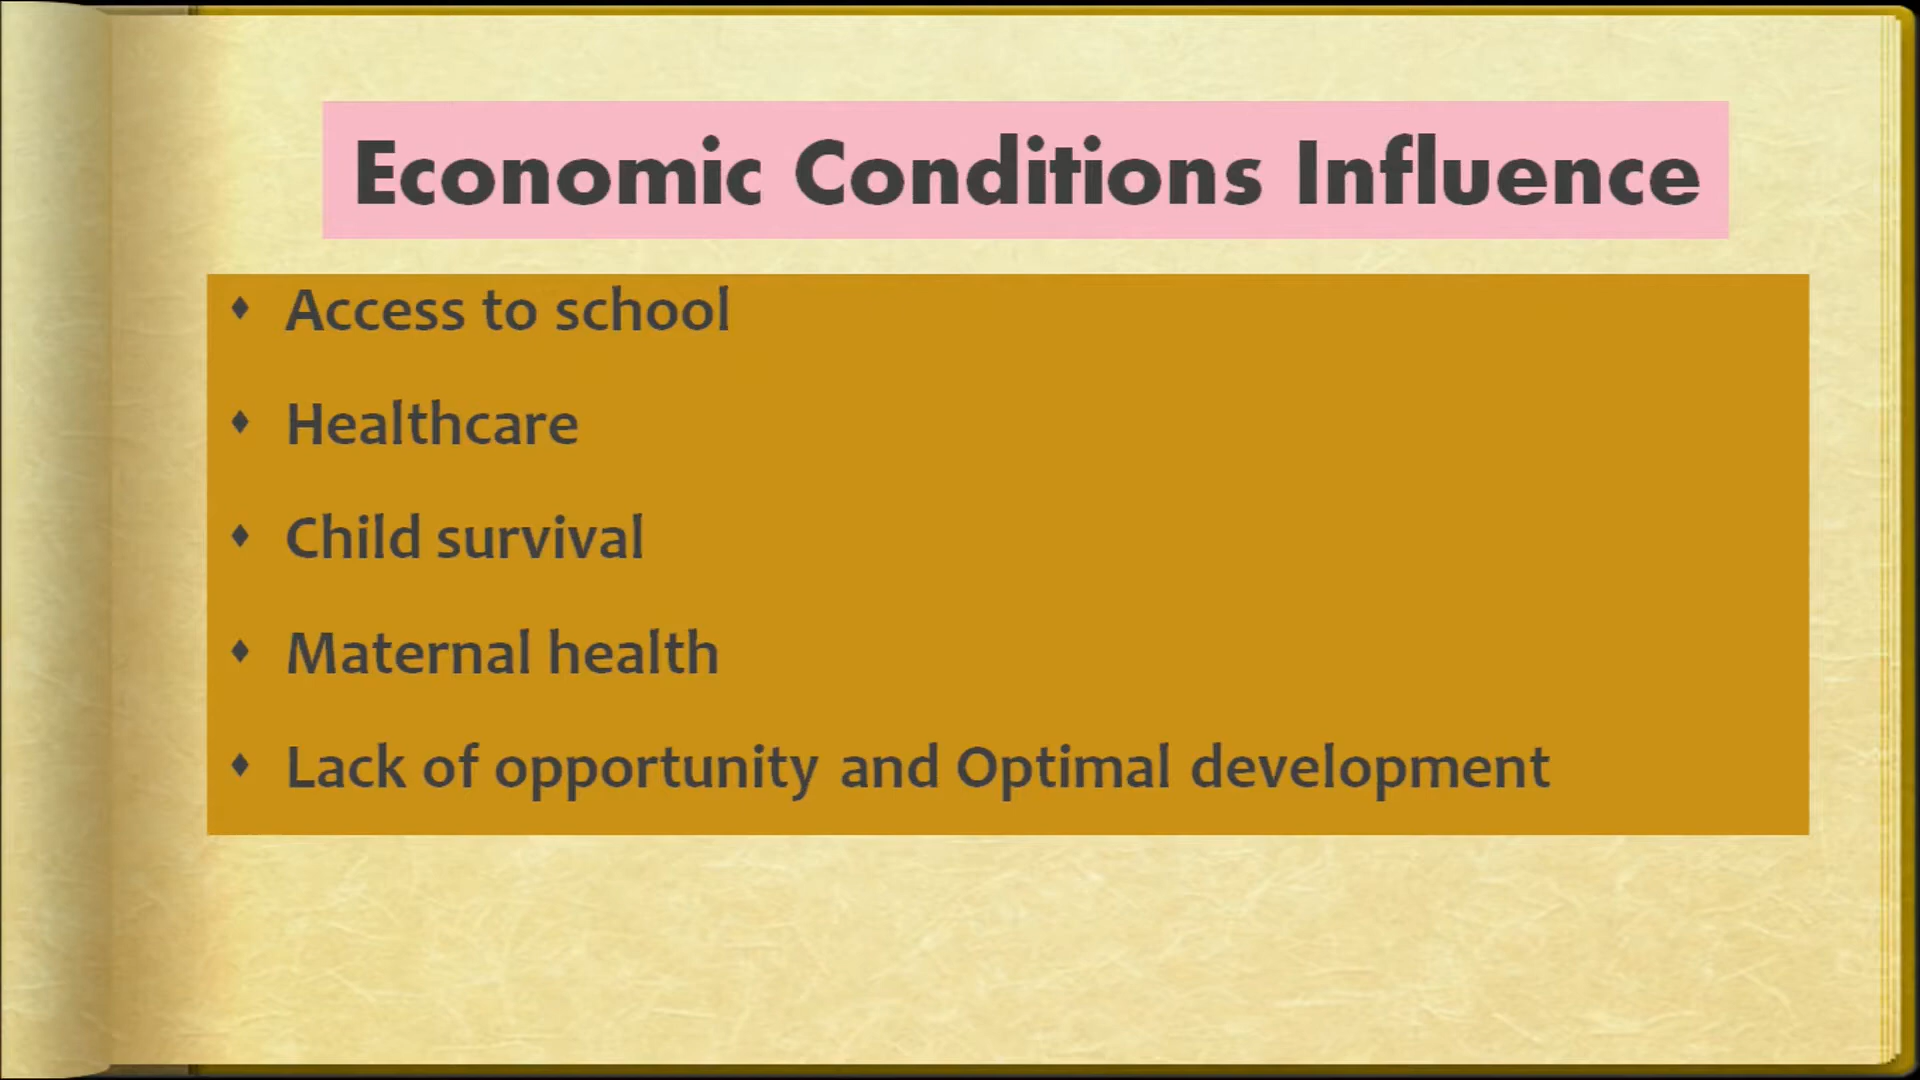 Economic Conditions Influence
♦ Access to school
♦ Healthcare
♦ Child survival
♦ Maternal health
♦ Lack of opportunity and Optimal development